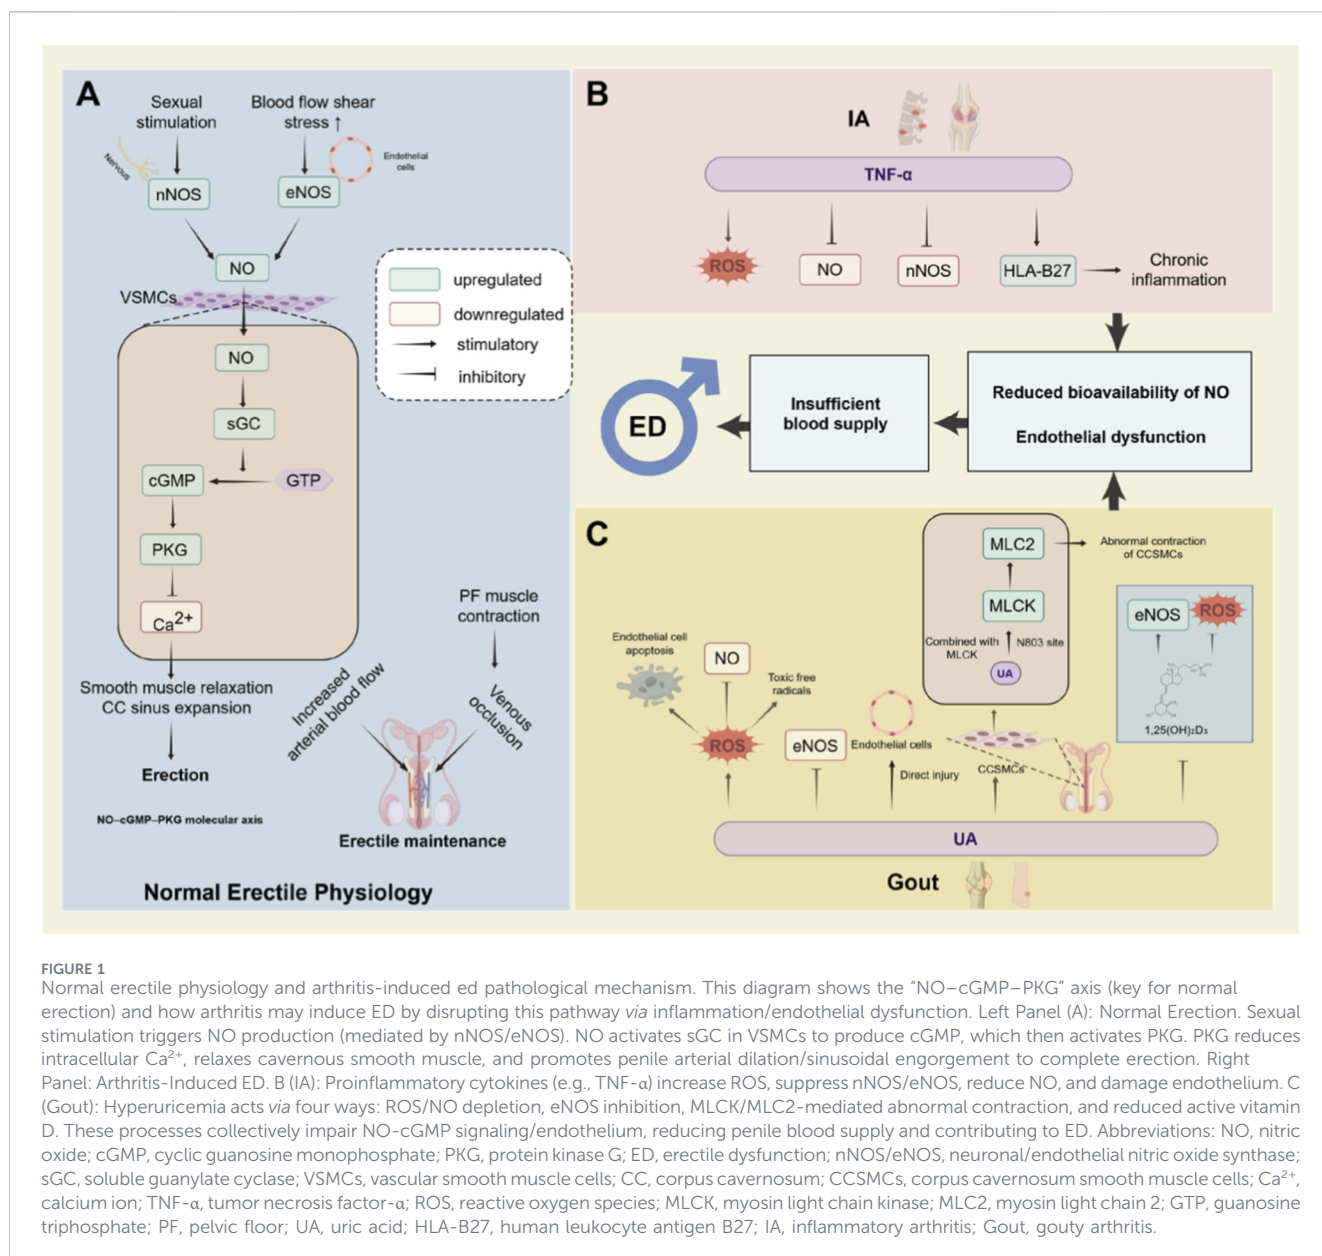 A
Sexual
stimulation
Blood flow shear
stress ↑
Nervous
Endothelial
cells
nNOS
eNOS
NO
VSMCs
NO
sGC
cGMP
GTP
PKG
Ca2+
Smooth muscle relaxation
CC sinus expansion
Erection
NO–cGMP–PKG molecular axis
PF muscle
contraction
Increased
arterial blood flow
Venous
occlusion
Erectile maintenance
Normal Erectile Physiology
upregulated
downregulated
stimulatory
inhibitory
B
IA
TNF-α
ROS
NO
nNOS
HLA-B27
Chronic
inflammation
Reduced bioavailability of NO
Endothelial dysfunction
Insufficient
blood supply
ED
C
MLC2
Abnormal contraction
of CCSMCs
MLCK
Combined with
MLCK
N803 site
UA
eNOS
ROS
1,25(OH)₂D₃
Endothelial cell
apoptosis
NO
Toxic free
radicals
ROS
eNOS
Endothelial cells
Direct injury
CCSMCs
UA
Gout
FIGURE 1
Normal erectile physiology and arthritis-induced ed pathological mechanism. This diagram shows the “NO–cGMP–PKG” axis (key for normal
erection) and how arthritis may induce ED by disrupting this pathway via inflammation/endothelial dysfunction. Left Panel (A): Normal Erection. Sexual
stimulation triggers NO production (mediated by nNOS/eNOS). NO activates sGC in VSMCs to produce cGMP, which then activates PKG. PKG reduces
intracellular Ca²⁺, relaxes cavernous smooth muscle, and promotes penile arterial dilation/sinusoidal engorgement to complete erection. Right
Panel: Arthritis-Induced ED. B (IA): Proinflammatory cytokines (e.g., TNF-α) increase ROS, suppress nNOS/eNOS, reduce NO, and damage endothelium. C
(Gout): Hyperuricemia acts via four ways: ROS/NO depletion, eNOS inhibition, MLCK/MLC2-mediated abnormal contraction, and reduced active vitamin
D. These processes collectively impair NO-cGMP signaling/endothelium, reducing penile blood supply and contributing to ED. Abbreviations: NO, nitric
oxide; cGMP, cyclic guanosine monophosphate; PKG, protein kinase G; ED, erectile dysfunction; nNOS/eNOS, neuronal/endothelial nitric oxide synthase;
sGC, soluble guanylate cyclase; VSMCs, vascular smooth muscle cells; CC, corpus cavernosum; CCSMCs, corpus cavernosum smooth muscle cells; Ca²⁺,
calcium ion; TNF-α, tumor necrosis factor-α; ROS, reactive oxygen species; MLCK, myosin light chain kinase; MLC2, myosin light chain 2; GTP, guanosine
triphosphate; PF, pelvic floor; UA, uric acid; HLA-B27, human leukocyte antigen B27; IA, inflammatory arthritis; Gout, gouty arthritis.